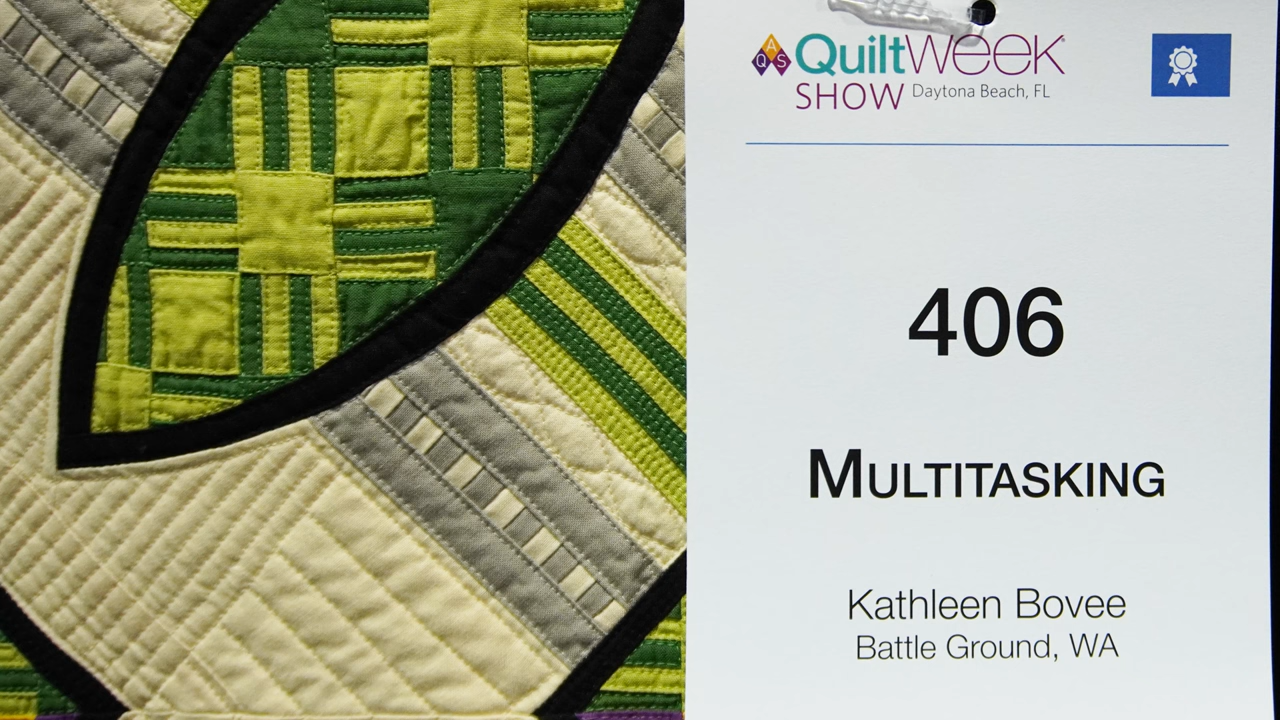 AQS QuiltWeek®
SHOW Daytona Beach, FL
406
MULTITASKING
Kathleen Bovee
Battle Ground, WA